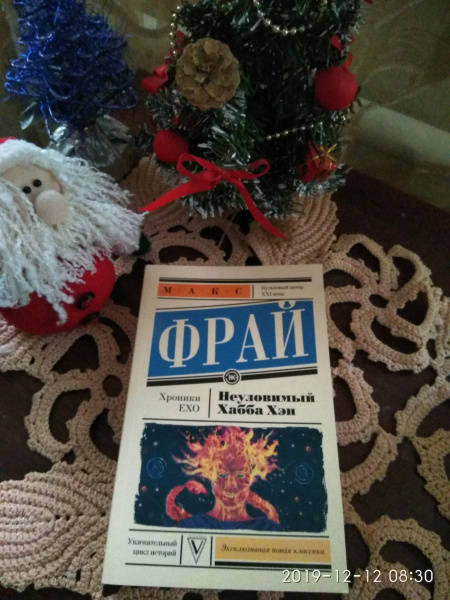 МАКС
Культовый автор
XXI века
ФРАЙ
Хроники
ЕХО
Неуловимый
Хабба Хэн
Увлекательный
цикл историй
Эксклюзивная новая классика
2019-12-12 08:30